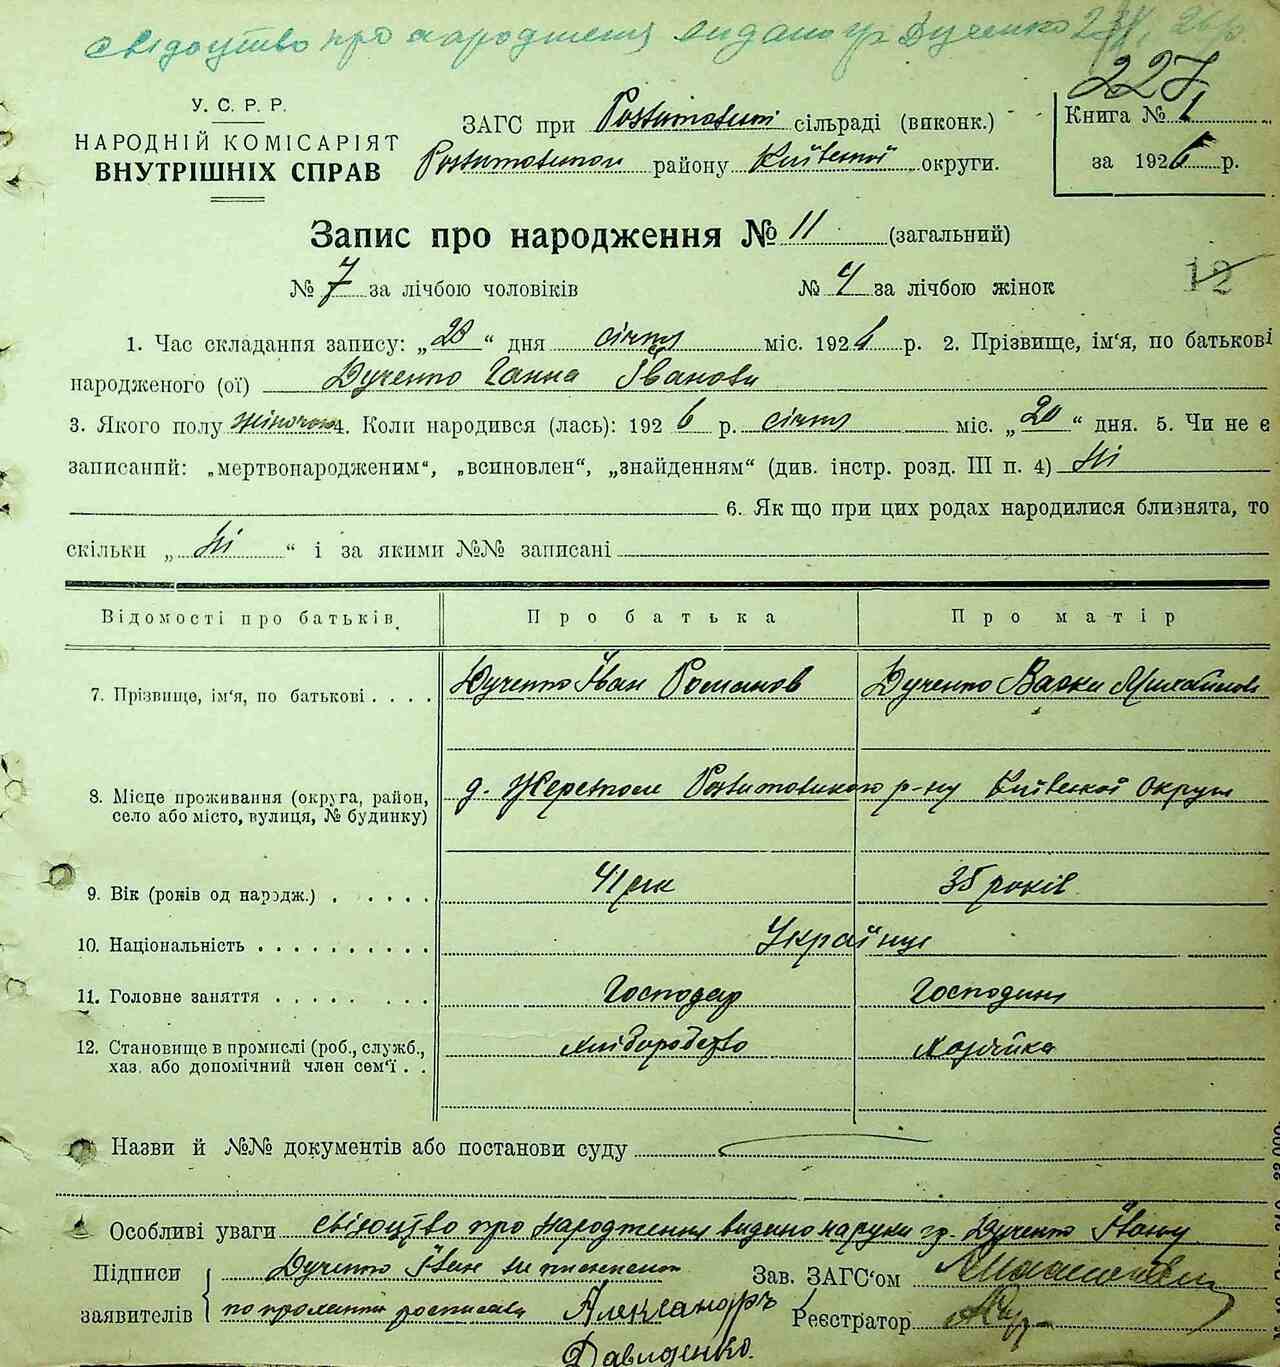 свідоцтво про народження видано гр Дученко
227
У. С. Р. Р.
НАРОДНІЙ КОМІСАРІЯТ
ВНУТРІШНІХ СПРАВ
ЗАГС при сільраді (виконк.)
району Київської округи.
Книга № 1
за 1926 р.
Запис про народження № 11 (загальний)
№ 7 за лічбою чоловіків № 4 за лічбою жінок
12
1. Час складання запису: „28“ дня січня міс. 1926 р. 2. Прізвище, ім‘я, по батькові
народженого (ої) Дученко Ганна Іванова
3. Якого полу жіночого 4. Коли народився (лась): 1926 р. січня міс. „20“ дня. 5. Чи не є
записаний: „мертвонародженим“, „всиновлен“, „знайденням“ (див. інстр. розд. III п. 4) Ні
6. Як що при цих родах народилися близнята, то
скільки „Ні“ і за якими №№ записані
Відомості про батьків. Про батька Про матір
7. Прізвище, ім‘я, по батькові . . . . Дученко Іван Романов Дученко
8. Місце проживання (округа, район,
село або місто, вулиця, № будинку) р-ну Київської Округи
9. Вік (років од народж.) . . . . . 41 рік 35 років
10. Національність . . . . . . . . . . Українці
11. Головне заняття . . . . . . . . Господар Господиня
12. Становище в промислі (роб., служб.,
хаз. або допомічний член сем‘ї . . хліборобство хазяйка
Назви й №№ документів або постанови суду
Особливі уваги свідоцтво про народження видано на руки гр. Дученко Івану
Підписи
заявителів
Дученко Іван
Александръ
Давиденко.
Зав. ЗАГС‘ом
Реєстратор